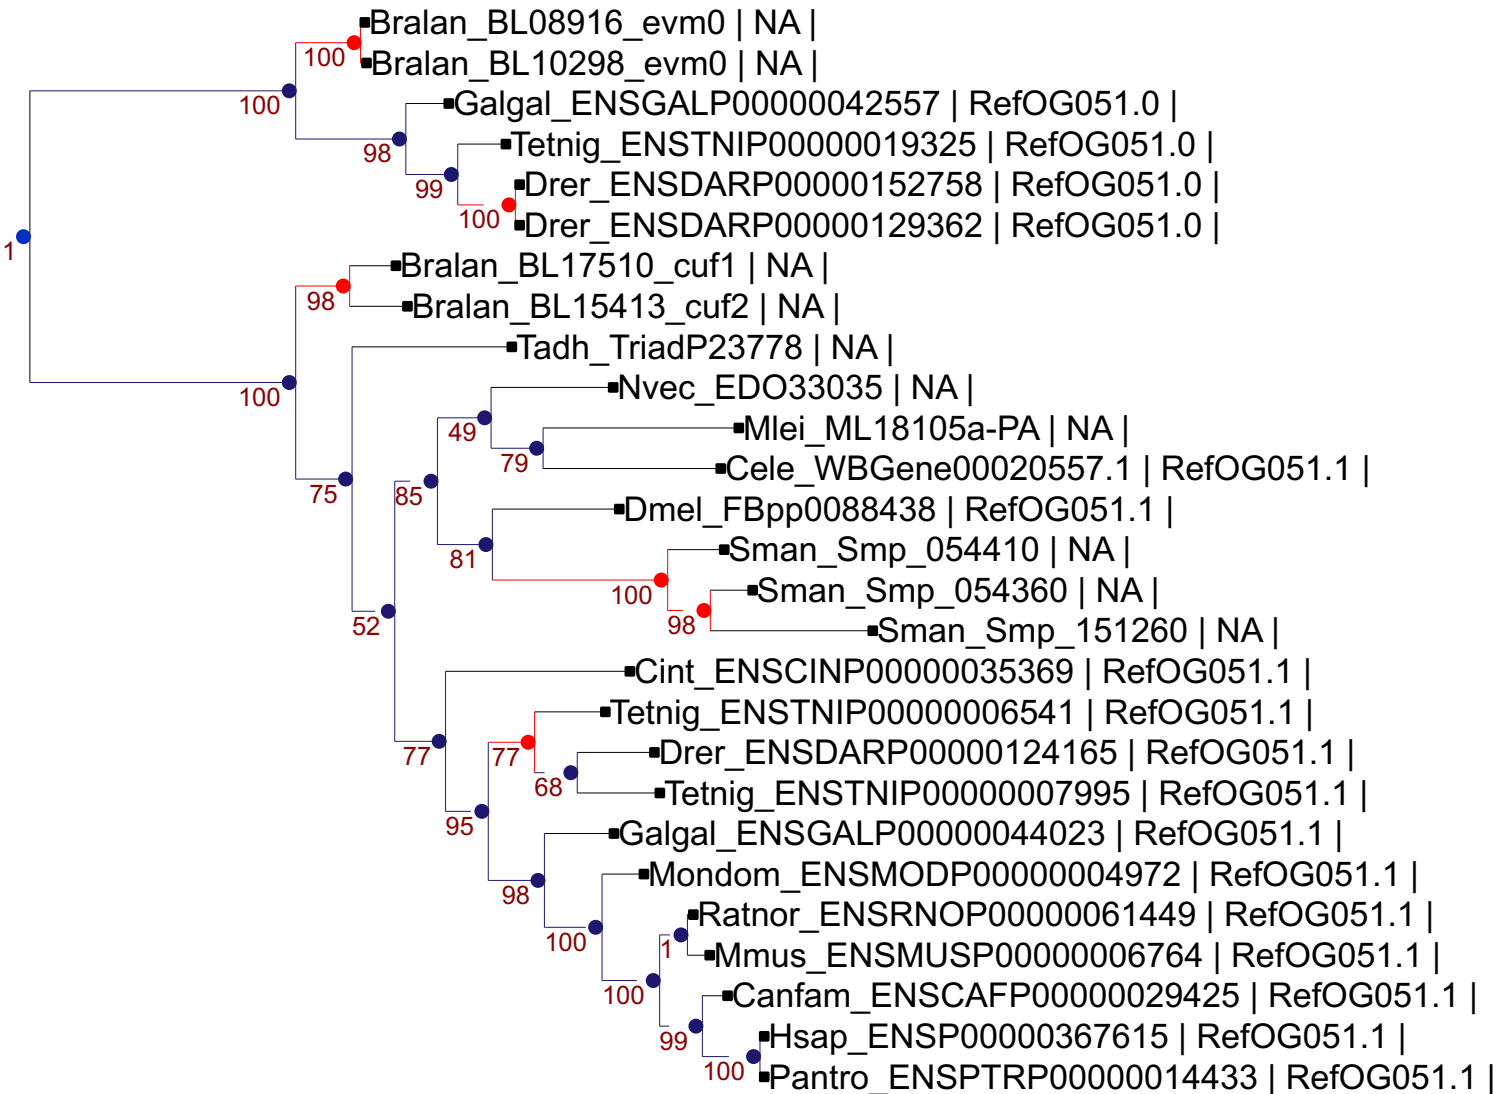 Bralan_BL08916_evm0 | NA |
100
Bralan_BL10298_evm0 | NA |
100
Galgal_ENSGALP00000042557 | RefOG051.0 |
98
Tetnig_ENSTNIP00000019325 | RefOG051.0 |
99
Drer_ENSDARP00000152758 | RefOG051.0 |
100
Drer_ENSDARP00000129362 | RefOG051.0 |
1
Bralan_BL17510_cuf1 | NA |
98
Bralan_BL15413_cuf2 | NA |
Tadh_TriadP23778 | NA |
100
Nvec_EDO33035 | NA |
49
Mlei_ML18105a-PA | NA |
79
Cele_WBGene00020557.1 | RefOG051.1 |
75
85
Dmel_FBpp0088438 | RefOG051.1 |
81
Sman_Smp_054410 | NA |
100
Sman_Smp_054360 | NA |
98
52
Sman_Smp_151260 | NA |
Cint_ENSCINP00000035369 | RefOG051.1 |
Tetnig_ENSTNIP00000006541 | RefOG051.1 |
77
77
Drer_ENSDARP00000124165 | RefOG051.1 |
68
Tetnig_ENSTNIP00000007995 | RefOG051.1 |
95
Galgal_ENSGALP00000044023 | RefOG051.1 |
Mondom_ENSMODP00000004972 | RefOG051.1 |
98
Ratnor_ENSRNOP00000061449 | RefOG051.1 |
100
1
Mmus_ENSMUSP00000006764 | RefOG051.1 |
100
Canfam_ENSCAFP00000029425 | RefOG051.1 |
99
Hsap_ENSP00000367615 | RefOG051.1 |
100
Pantro_ENSPTRP00000014433 | RefOG051.1 |